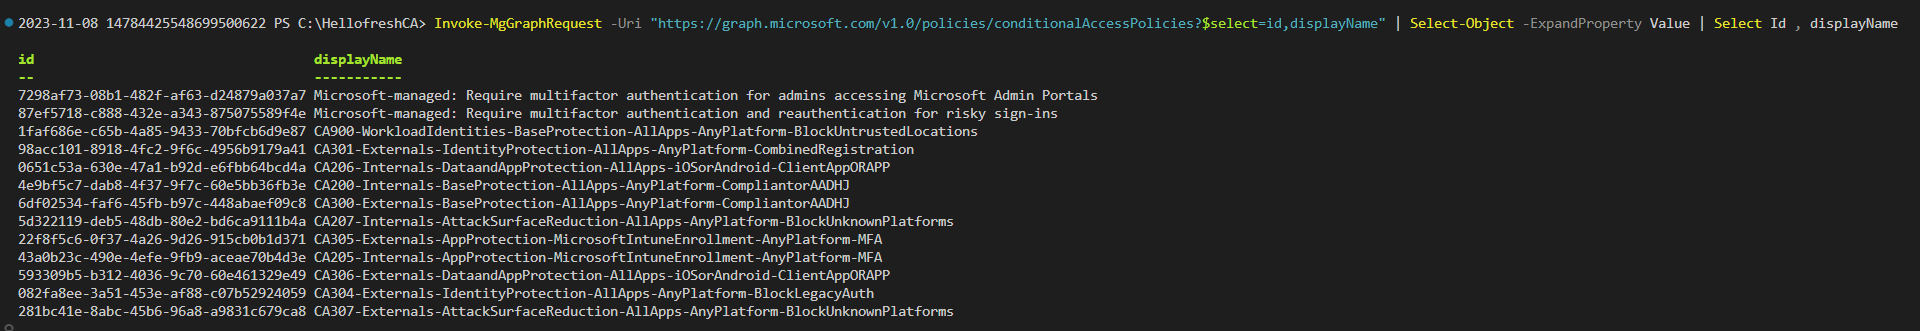 2023-11-08 14784425548699500622 PS C:\HellofreshCA> Invoke-MgGraphRequest -Uri "https://graph.microsoft.com/v1.0/policies/conditionalAccessPolicies?$select=id,displayName" | Select-Object -ExpandProperty Value | Select Id , displayName
id displayName
-- -----------
7298af73-08b1-482f-af63-d24879a037a7 Microsoft-managed: Require multifactor authentication for admins accessing Microsoft Admin Portals
87ef5718-c888-432e-a343-875075589f4e Microsoft-managed: Require multifactor authentication and reauthentication for risky sign-ins
1faf686e-c65b-4a85-9433-70bfcb6d9e87 CA900-WorkloadIdentities-BaseProtection-AllApps-AnyPlatform-BlockUntrustedLocations
98acc101-8918-4fc2-9f6c-4956b9179a41 CA301-Externals-IdentityProtection-AllApps-AnyPlatform-CombinedRegistration
0651c53a-630e-47a1-b92d-e6fbb64bcd4a CA206-Internals-DataandAppProtection-AllApps-iOSorAndroid-ClientAppORAPP
4e9bf5c7-dab8-4f37-9f7c-60e5bb36fb3e CA200-Internals-BaseProtection-AllApps-AnyPlatform-CompliantorAADHJ
6df02534-faf6-45fb-b97c-448abaef09c8 CA300-Externals-BaseProtection-AllApps-AnyPlatform-CompliantorAADHJ
5d322119-deb5-48db-80e2-bd6ca9111b4a CA207-Internals-AttackSurfaceReduction-AllApps-AnyPlatform-BlockUnknownPlatforms
22f8f5c6-0f37-4a26-9d26-915cb0b1d371 CA305-Externals-AppProtection-MicrosoftIntuneEnrollment-AnyPlatform-MFA
43a0b23c-490e-4efe-9fb9-aceae70b4d3e CA205-Internals-AppProtection-MicrosoftIntuneEnrollment-AnyPlatform-MFA
593309b5-b312-4036-9c70-60e461329e49 CA306-Externals-DataandAppProtection-AllApps-iOSorAndroid-ClientAppORAPP
082fa8ee-3a51-453e-af88-c07b52924059 CA304-Externals-IdentityProtection-AllApps-AnyPlatform-BlockLegacyAuth
281bc41e-8abc-45b6-96a8-a9831c679ca8 CA307-Externals-AttackSurfaceReduction-AllApps-AnyPlatform-BlockUnknownPlatforms